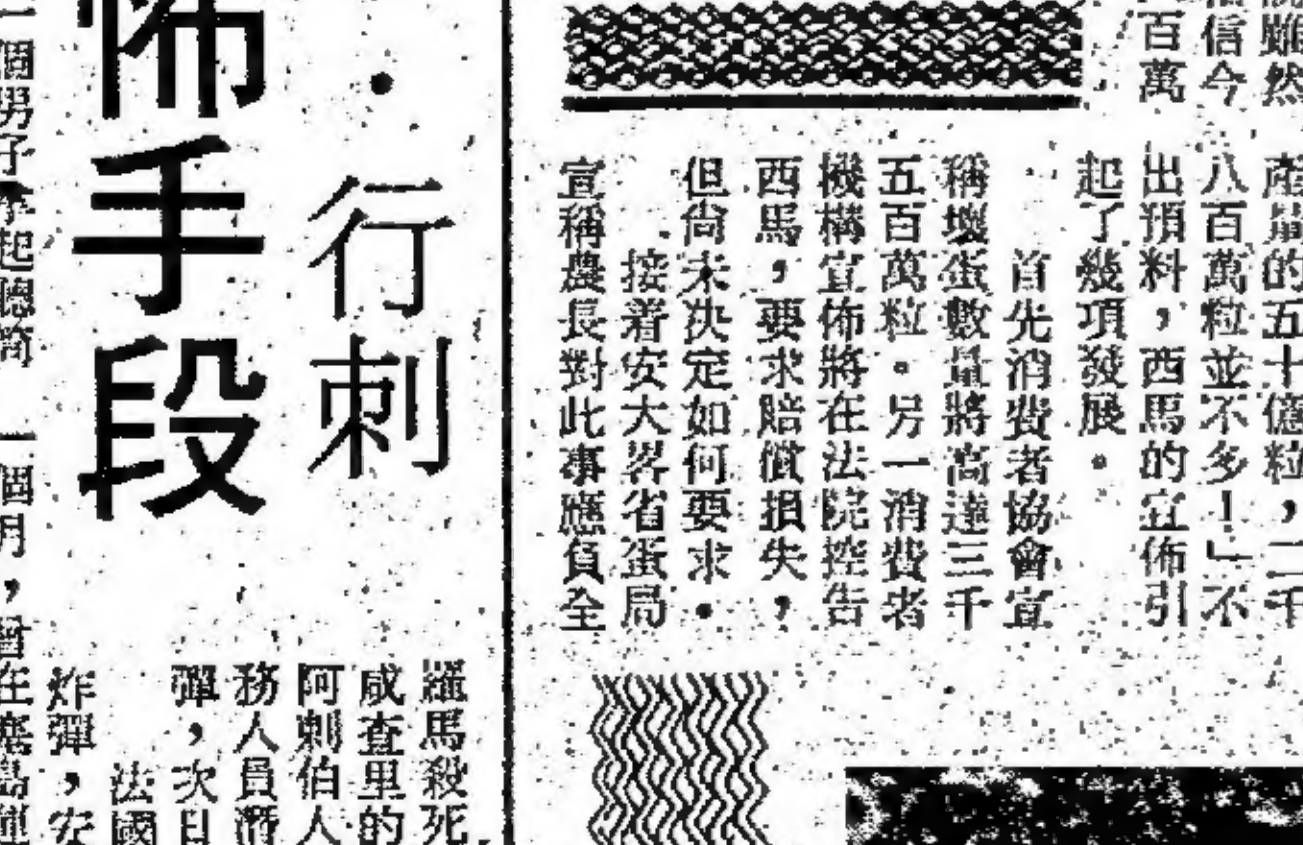 雖然
信今
百萬
產量的五十億粒,二千
八百萬粒並不多!」不
出預料,西馬的宣佈引
起了幾項發展。
首先消費者協會宣
稱壞蛋數量將高達三千
五百萬粒。另一消費者
機構宣佈將在法院控告
西馬,要求賠償損失,
但尚未決定如何要求。
接着安大畧省蛋局
宣稱農長對此事應負全
·行刺
怖手段
羅馬殺死
咸查里的
阿剌伯人
務人員潛
彈,次日
法國
炸彈,安
一個男子拿起聽筒
一個月,曾在塞島